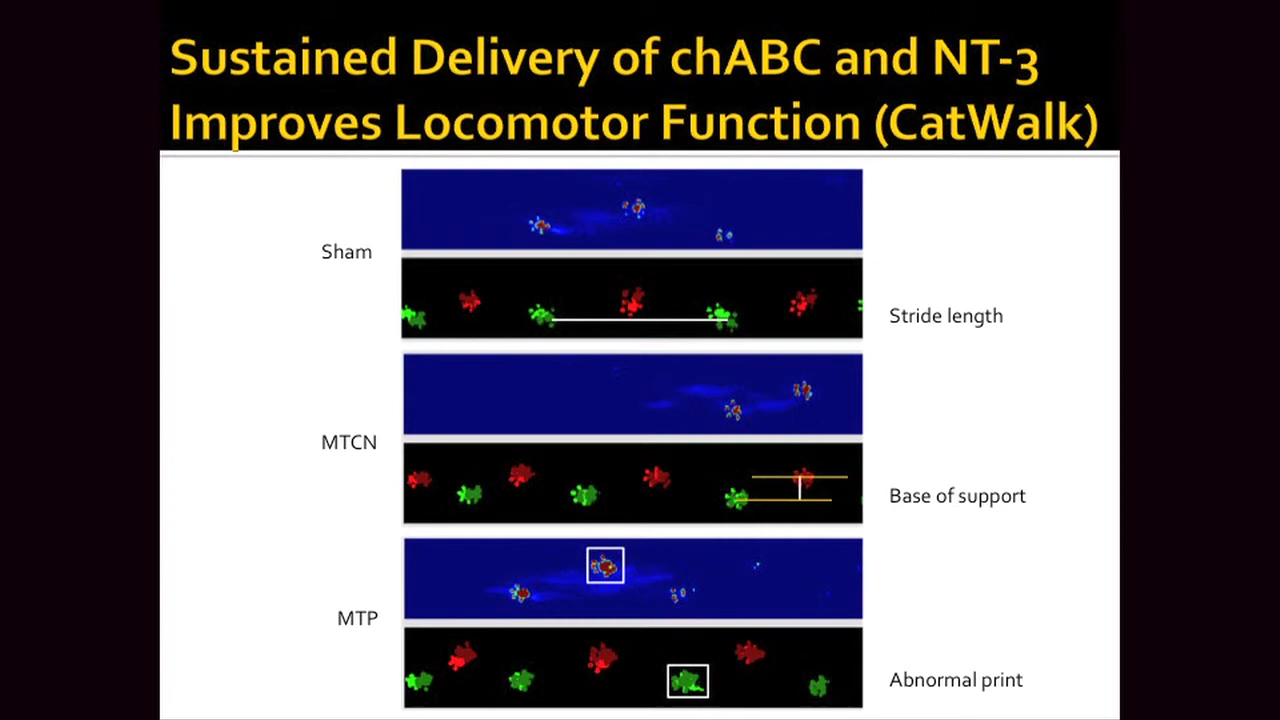 Sustained Delivery of chABC and NT-3
Improves Locomotor Function (CatWalk)
Sham
Stride length
MTCN
Base of support
MTP
Abnormal print